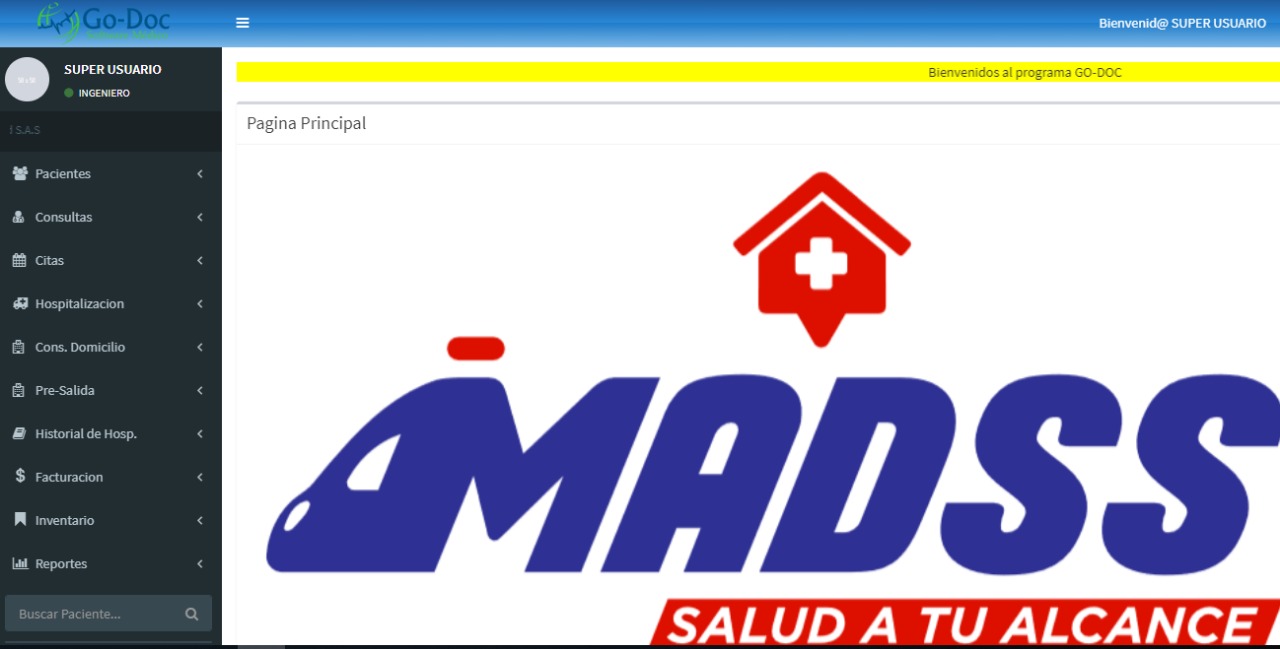 Go-Doc
Bienvenid@ SUPER USUARIO
SUPER USUARIO
INGENIERO
S.A.S
Bienvenidos al programa GO-DOC
Pagina Principal
Pacientes
Consultas
Citas
Hospitalizacion
Cons. Domicilio
Pre-Salida
Historial de Hosp.
Facturacion
Inventario
Reportes
Buscar Paciente...
MADSS
SALUD A TU ALCANCE